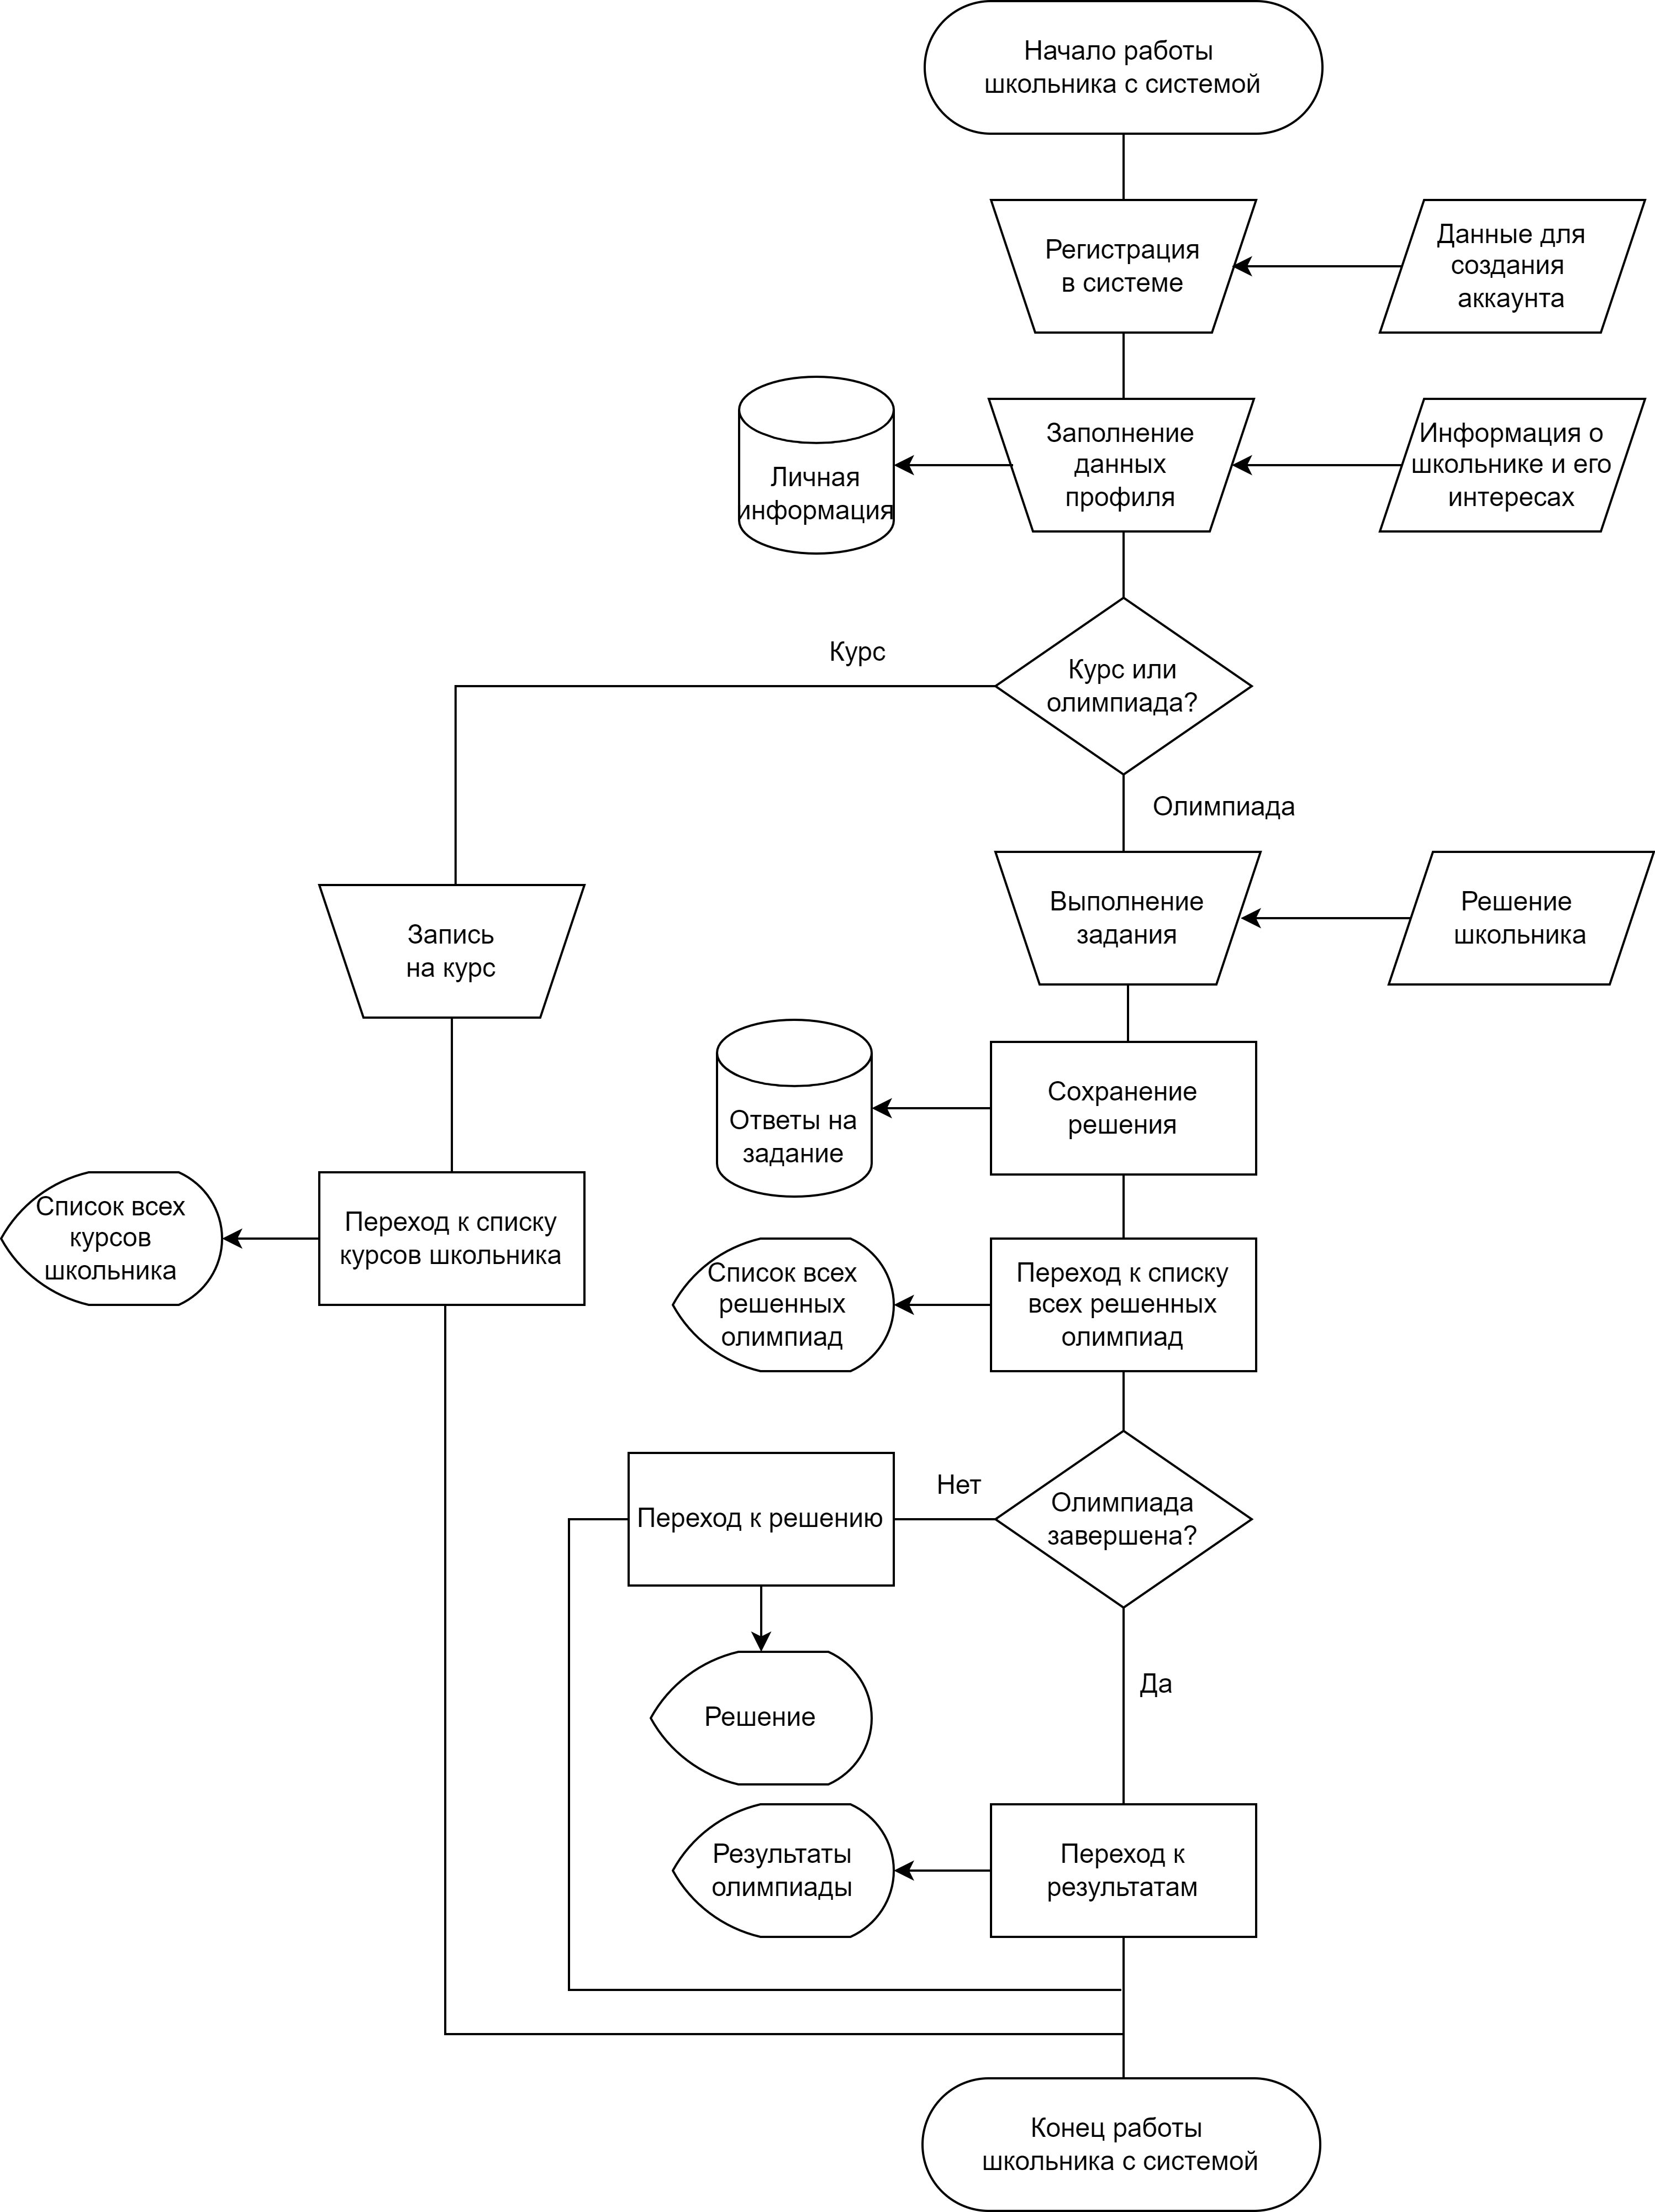 Начало работы
школьника с системой
Регистрация
в системе
Данные для
создания
аккаунта
Заполнение
данных
профиля
Информация о
школьнике и его
интересах
Личная
информация
Курс или
олимпиада?
Курс
Олимпиада
Выполнение
задания
Решение
школьника
Запись
на курс
Сохранение
решения
Ответы на
задание
Переход к списку
курсов школьника
Список всех
курсов
школьника
Переход к списку
всех решенных
олимпиад
Список всех
решенных
олимпиад
Олимпиада
завершена?
Нет
Переход к решению
Решение
Да
Переход к
результатам
Результаты
олимпиады
Конец работы
школьника с системой